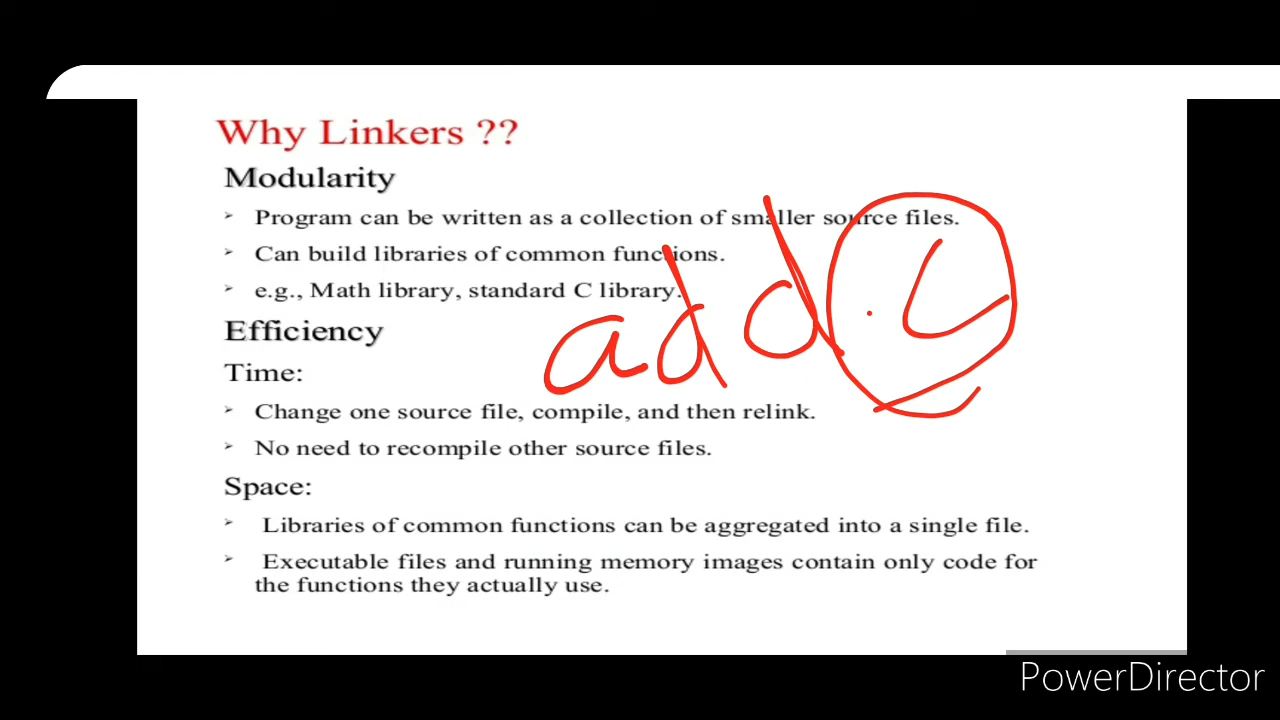 Why Linkers ??
Modularity
Program can be written as a collection of smaller source files.
Can build libraries of common functions.
e.g., Math library, standard C library.
add.c
Efficiency
Time:
Change one source file, compile, and then relink.
No need to recompile other source files.
Space:
Libraries of common functions can be aggregated into a single file.
Executable files and running memory images contain only code for
the functions they actually use.
PowerDirector